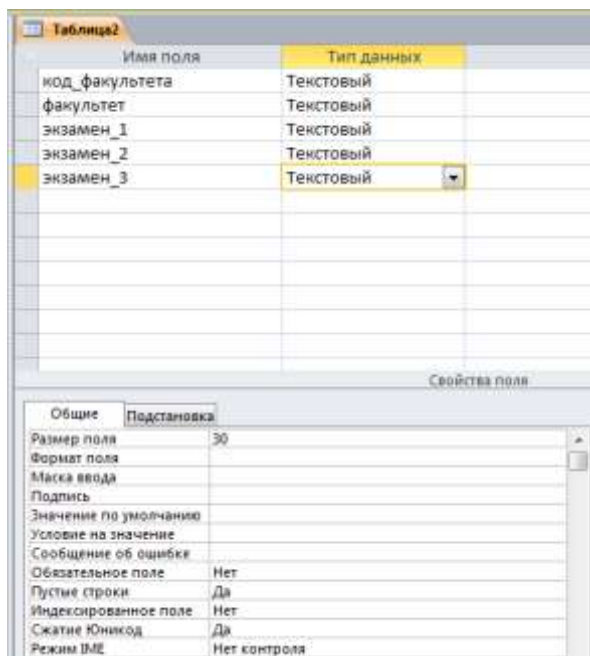 Таблица2
Имя поля Тип данных
код_факультета Текстовый
факультет Текстовый
экзамен_1 Текстовый
экзамен_2 Текстовый
экзамен_3 Текстовый
Свойства поля
Общие Подстановка
Размер поля 30
Формат поля
Маска ввода
Подпись
Значение по умолчанию
Условие на значение
Сообщение об ошибке
Обязательное поле Нет
Пустые строки Да
Индексированное поле Нет
Сжатие Юникод Да
Режим IME Нет контроля